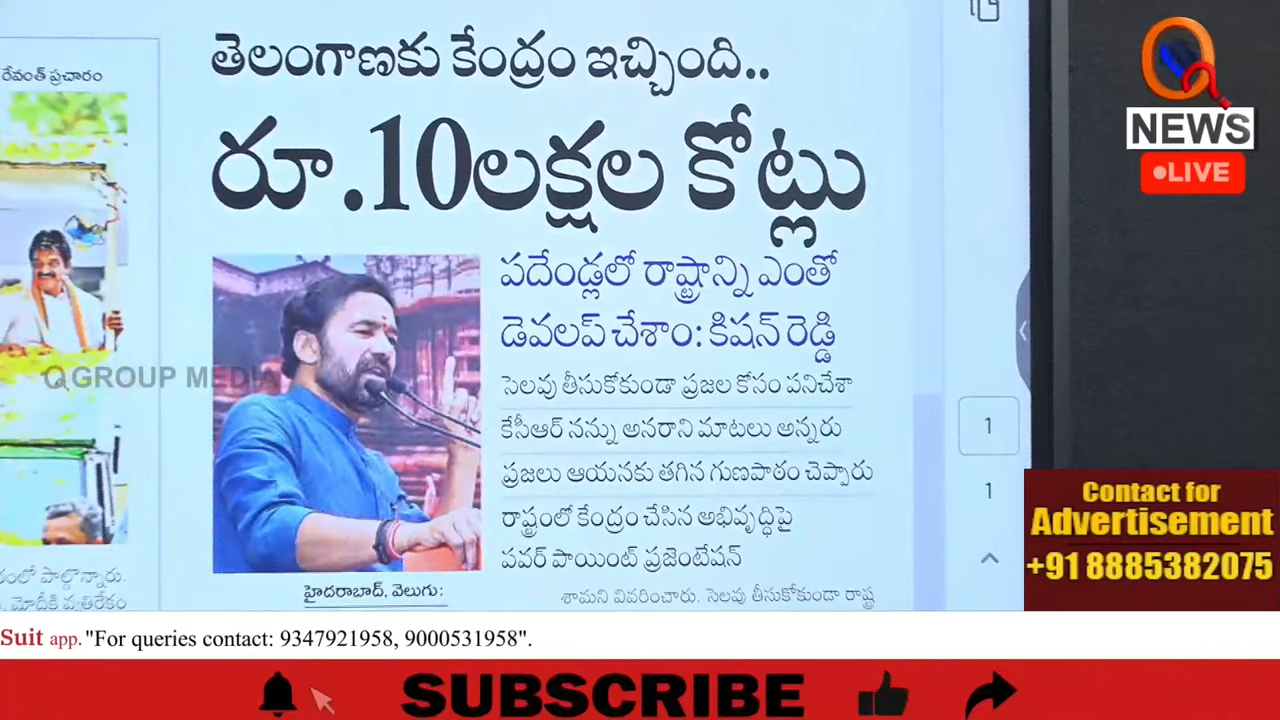 రేవంత్ ప్రచారం
తెలంగాణకు కేంద్రం ఇచ్చింది..
రూ.10లక్షల కోట్లు
పదేండ్లలో రాష్ట్రాన్ని ఎంతో
డెవలప్ చేశాం: కిషన్ రెడ్డి
సెలవు తీసుకోకుండా ప్రజల కోసం పనిచేశా
కేసీఆర్ నన్ను అనరాని మాటలు అన్నరు
ప్రజలు ఆయనకు తగిన గుణపాఠం చెప్పారు
రాష్ట్రంలో కేంద్రం చేసిన అభివృద్ధిపై
పవర్ పాయింట్ ప్రజెంటేషన్
హైదరాబాద్, వెలుగు:
శామని వివరించారు. సెలవు తీసుకోకుండా రాష్ట్ర
పాల్గొన్నారు.
మోదీకి వ్యతిరేకం
Q GROUP MEDIA
Q
NEWS
LIVE
1
1
Contact for
Advertisement
+91 8885382075
Suit app. "For queries contact: 9347921958, 9000531958".
SUBSCRIBE